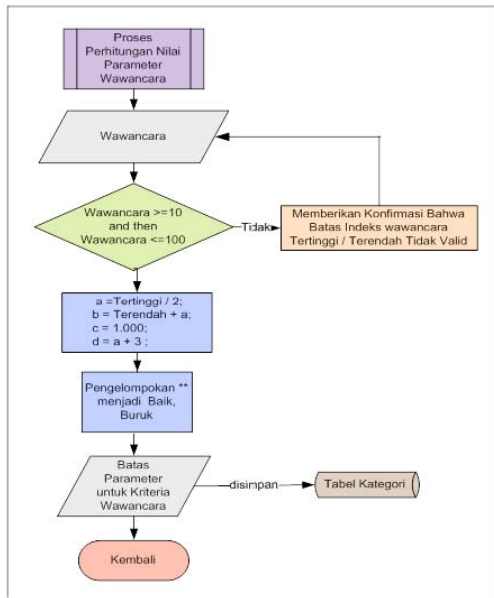 Proses
Perhitungan Nilai
Parameter
Wawancara
Wawancara
Wawancara >=10
and then
Wawancara <=100
Tidak
Memberikan Konfirmasi Bahwa
Batas Indeks wawancara
Tertinggi / Terendah Tidak Valid
a =Tertinggi / 2;
b = Terendah + a;
c = 1.000;
d = a + 3 ;
Pengelompokan **
menjadi Baik,
Buruk
Batas
Parameter
untuk Kriteria
Wawancara
disimpan
Tabel Kategori
Kembali